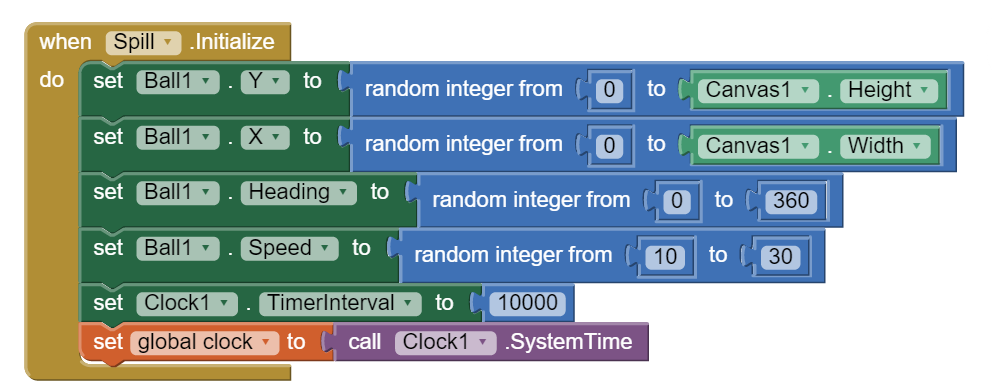 when Spill .Initialize
do set Ball1 . Y to random integer from 0 to Canvas1 . Height
set Ball1 . X to random integer from 0 to Canvas1 . Width
set Ball1 . Heading to random integer from 0 to 360
set Ball1 . Speed to random integer from 10 to 30
set Clock1 . TimerInterval to 10000
set global clock to call Clock1 .SystemTime